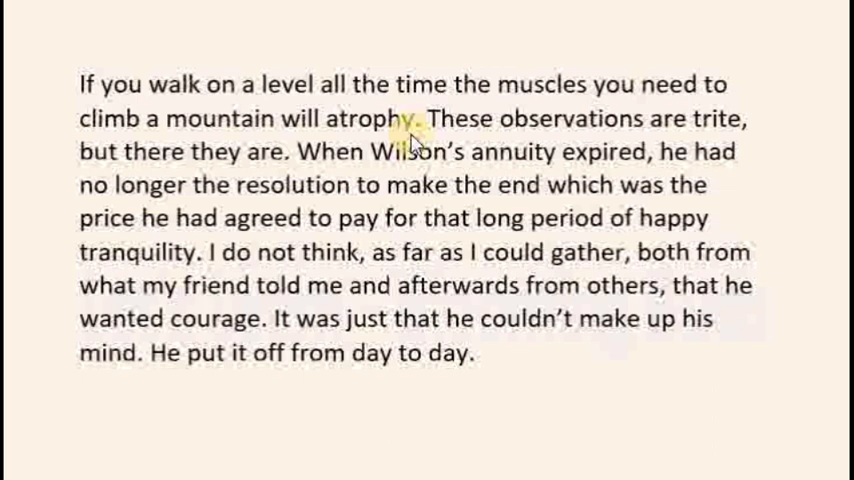 If you walk on a level all the time the muscles you need to
climb a mountain will atrophy. These observations are trite,
but there they are. When Wilson’s annuity expired, he had
no longer the resolution to make the end which was the
price he had agreed to pay for that long period of happy
tranquility. I do not think, as far as I could gather, both from
what my friend told me and afterwards from others, that he
wanted courage. It was just that he couldn’t make up his
mind. He put it off from day to day.